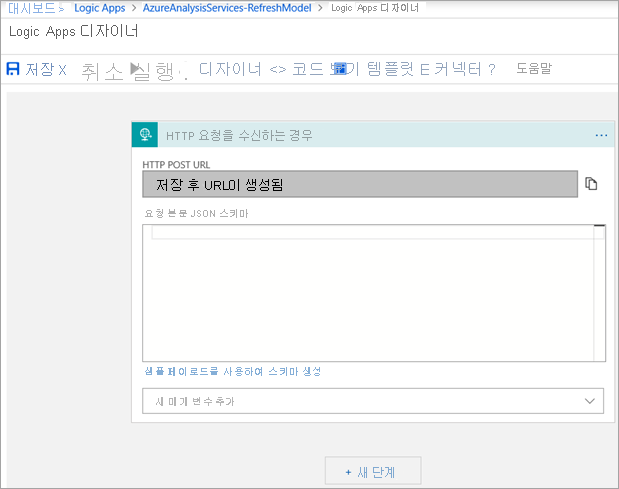 대시보드 > Logic Apps > AzureAnalysisServices-RefreshModel > Logic Apps 디자이너
Logic Apps 디자이너
저장 X 취소 실행 디자이너 <> 코드 보기 템플릿 E 커넥터 ? 도움말
HTTP 요청을 수신하는 경우 ...
HTTP POST URL
저장 후 URL이 생성됨
요청 본문 JSON 스키마
샘플 페이로드를 사용하여 스키마 생성
새 매개 변수 추가
+ 새 단계